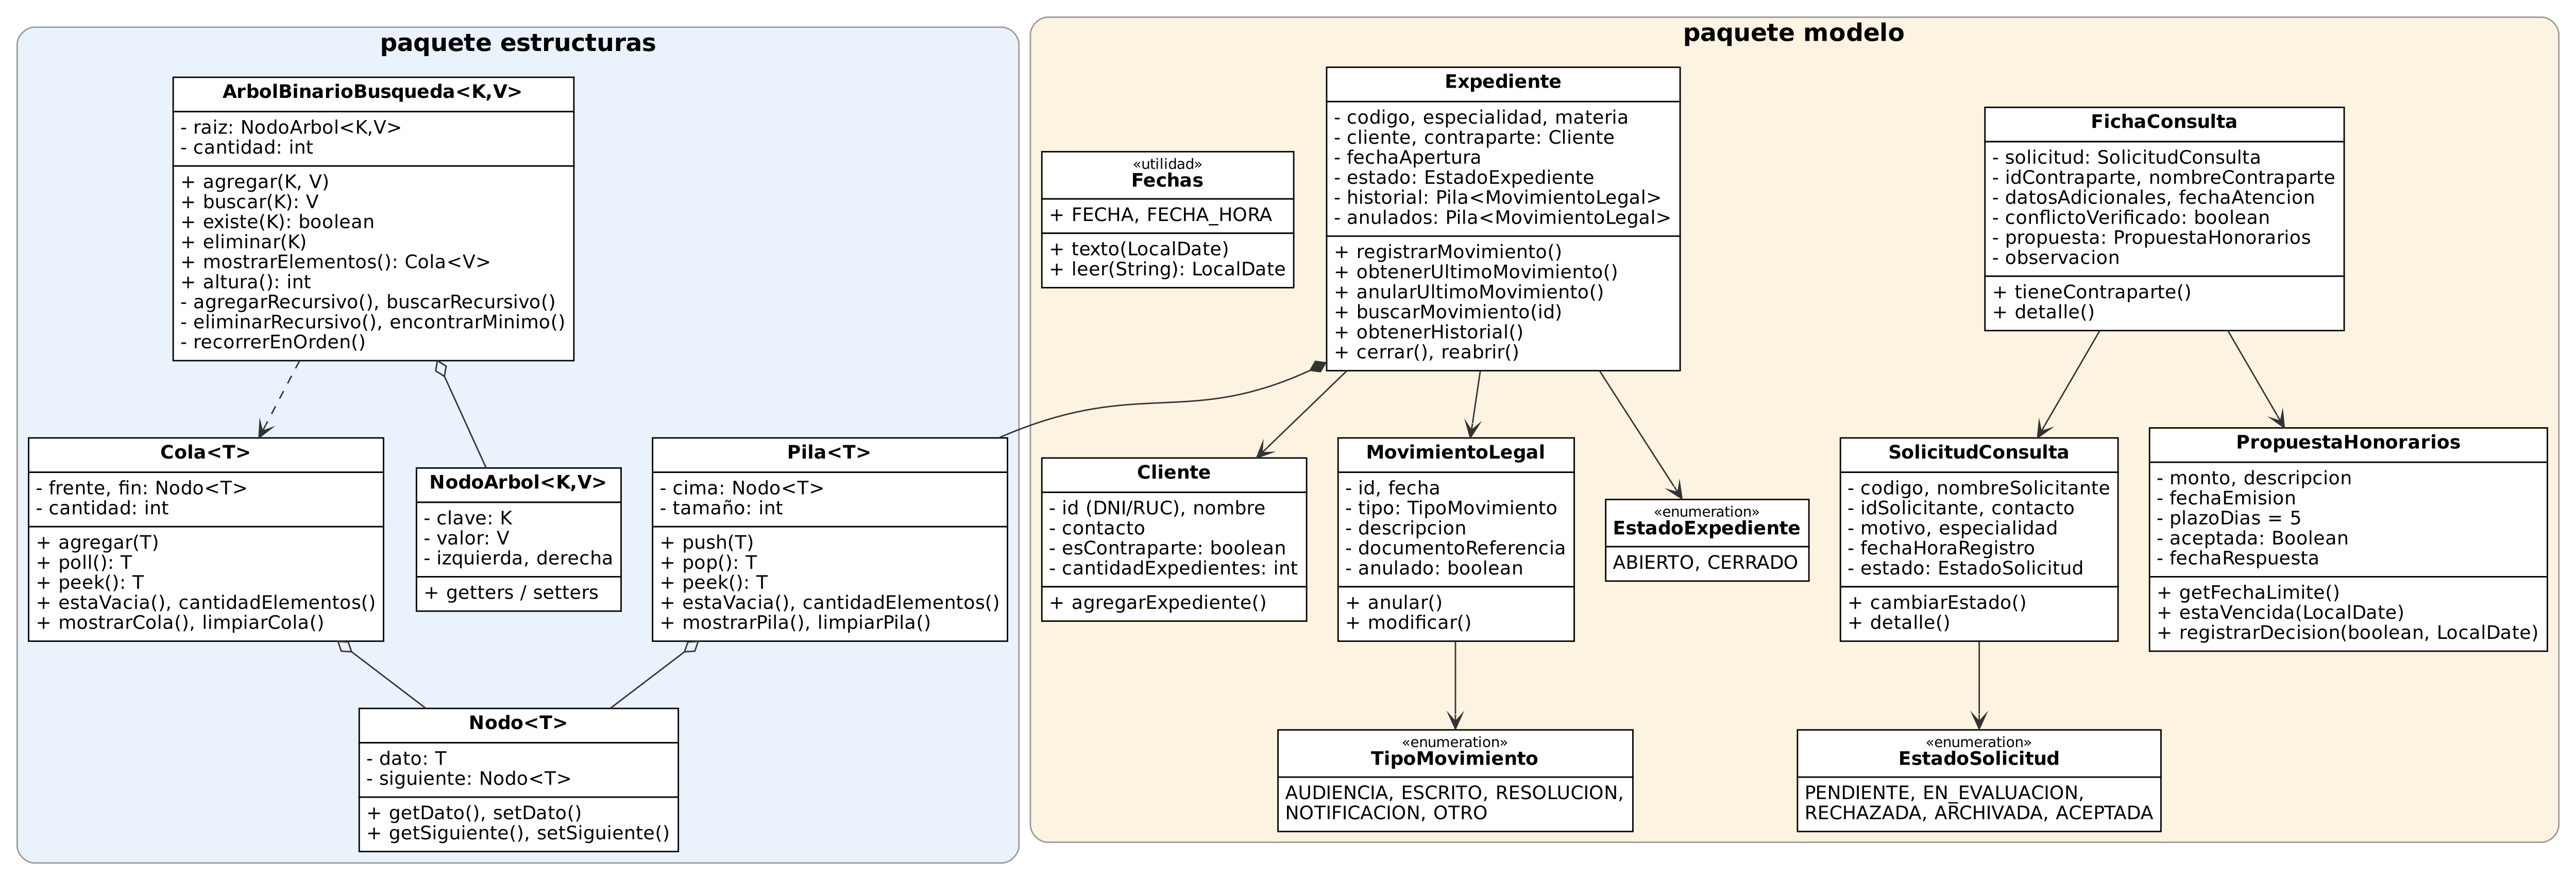 paquete estructuras
ArbolBinarioBusqueda<K,V>
- raiz: NodoArbol<K,V>
- cantidad: int
+ agregar(K, V)
+ buscar(K): V
+ existe(K): boolean
+ eliminar(K)
+ mostrarElementos(): Cola<V>
+ altura(): int
- agregarRecursivo(), buscarRecursivo()
- eliminarRecursivo(), encontrarMinimo()
- recorrerEnOrden()
Cola<T>
- frente, fin: Nodo<T>
- cantidad: int
+ agregar(T)
+ poll(): T
+ peek(): T
+ estaVacia(), cantidadElementos()
+ mostrarCola(), limpiarCola()
NodoArbol<K,V>
- clave: K
- valor: V
- izquierda, derecha
+ getters / setters
Pila<T>
- cima: Nodo<T>
- tamaño: int
+ push(T)
+ pop(): T
+ peek(): T
+ estaVacia(), cantidadElementos()
+ mostrarPila(), limpiarPila()
Nodo<T>
- dato: T
- siguiente: Nodo<T>
+ getDato(), setDato()
+ getSiguiente(), setSiguiente()
paquete modelo
«utilidad»
Fechas
+ FECHA, FECHA_HORA
+ texto(LocalDate)
+ leer(String): LocalDate
Expediente
- codigo, especialidad, materia
- cliente, contraparte: Cliente
- fechaApertura
- estado: EstadoExpediente
- historial: Pila<MovimientoLegal>
- anulados: Pila<MovimientoLegal>
+ registrarMovimiento()
+ obtenerUltimoMovimiento()
+ anularUltimoMovimiento()
+ buscarMovimiento(id)
+ obtenerHistorial()
+ cerrar(), reabrir()
FichaConsulta
- solicitud: SolicitudConsulta
- idContraparte, nombreContraparte
- datosAdicionales, fechaAtencion
- conflictoVerificado: boolean
- propuesta: PropuestaHonorarios
- observacion
+ tieneContraparte()
+ detalle()
Cliente
- id (DNI/RUC), nombre
- contacto
- esContraparte: boolean
- cantidadExpedientes: int
+ agregarExpediente()
MovimientoLegal
- id, fecha
- tipo: TipoMovimiento
- descripcion
- documentoReferencia
- anulado: boolean
+ anular()
+ modificar()
«enumeration»
EstadoExpediente
ABIERTO, CERRADO
SolicitudConsulta
- codigo, nombreSolicitante
- idSolicitante, contacto
- motivo, especialidad
- fechaHoraRegistro
- estado: EstadoSolicitud
+ cambiarEstado()
+ detalle()
PropuestaHonorarios
- monto, descripcion
- fechaEmision
- plazoDias = 5
- aceptada: Boolean
- fechaRespuesta
+ getFechaLimite()
+ estaVencida(LocalDate)
+ registrarDecision(boolean, LocalDate)
«enumeration»
TipoMovimiento
AUDIENCIA, ESCRITO, RESOLUCION,
NOTIFICACION, OTRO
«enumeration»
EstadoSolicitud
PENDIENTE, EN_EVALUACION,
RECHAZADA, ARCHIVADA, ACEPTADA